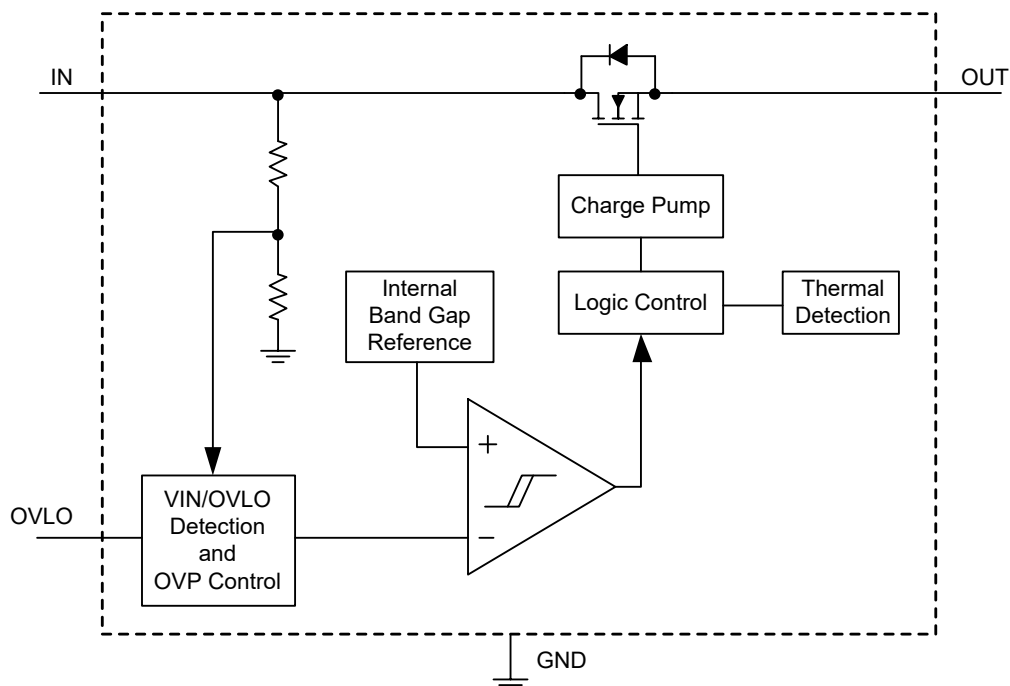 IN
OUT
Charge Pump
Internal
Band Gap
Reference
Logic Control
Thermal
Detection
+
OVLO
VIN/OVLO
Detection
and
OVP Control
−
GND